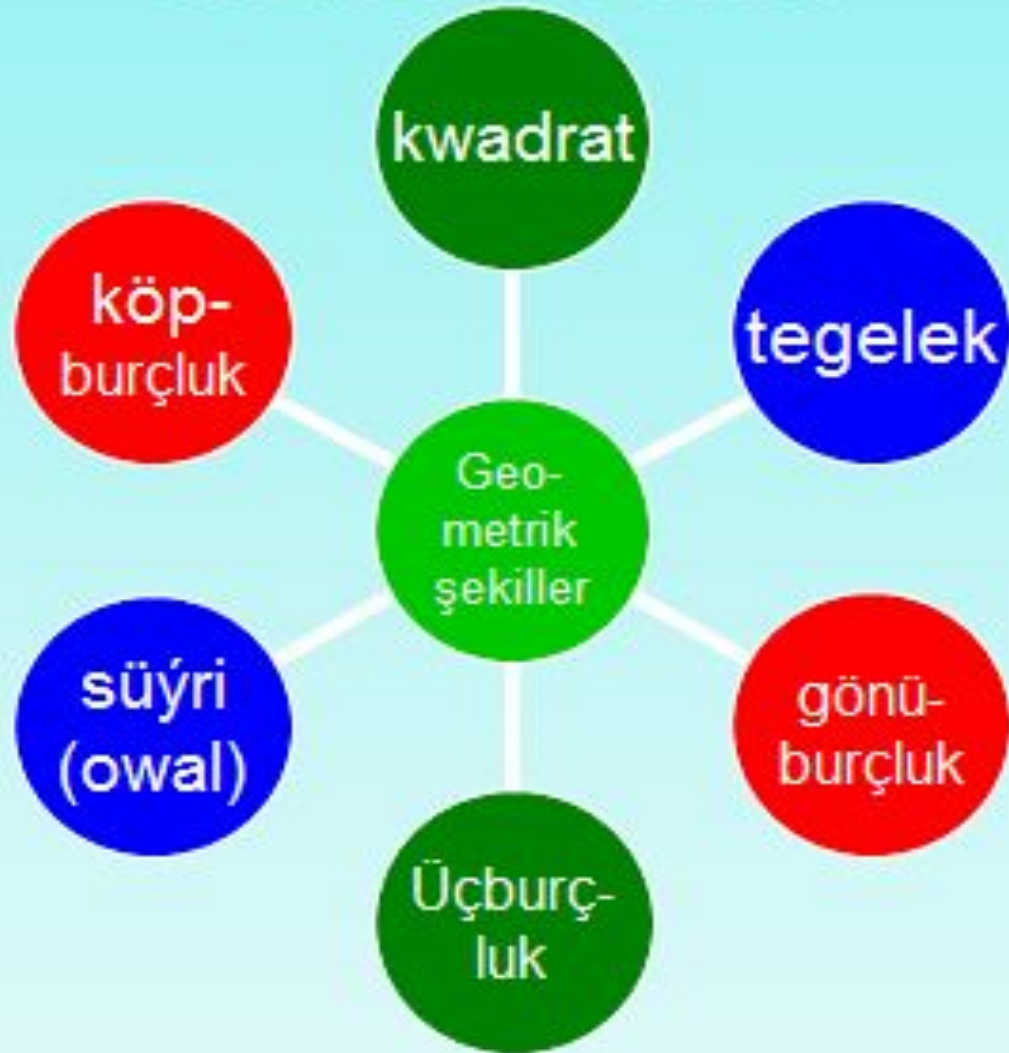 kwadrat
köp-
burçluk
tegelek
Geo-
metrik
şekiller
süýri
(owal)
gönü-
burçluk
Üçburç-
luk